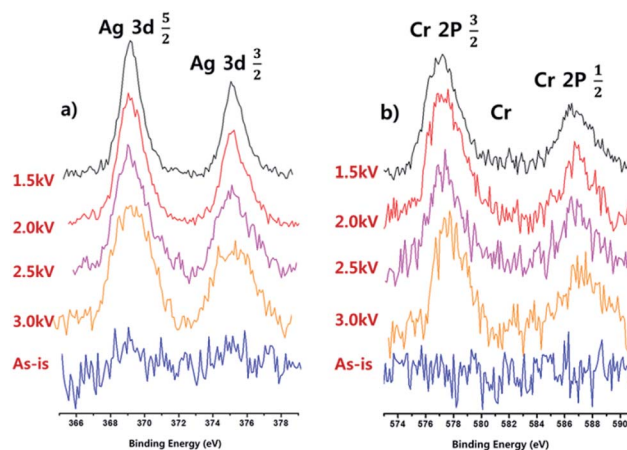 Ag 3d 5/2
Ag 3d 3/2
a)
1.5kV
2.0kV
2.5kV
3.0kV
As-is
366 368 370 372 374 376 378
Binding Energy (eV)
Cr 2P 3/2
Cr 2P 1/2
b)
Cr
1.5kV
2.0kV
2.5kV
3.0kV
As-is
574 576 578 580 582 584 586 588 590
Binding Energy (eV)